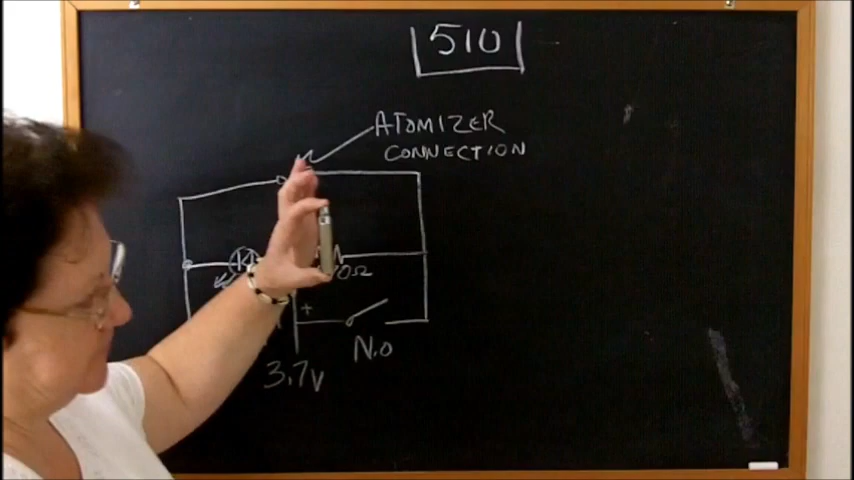 510
ATOMIZER
CONNECTION
+
N.O
3.7V